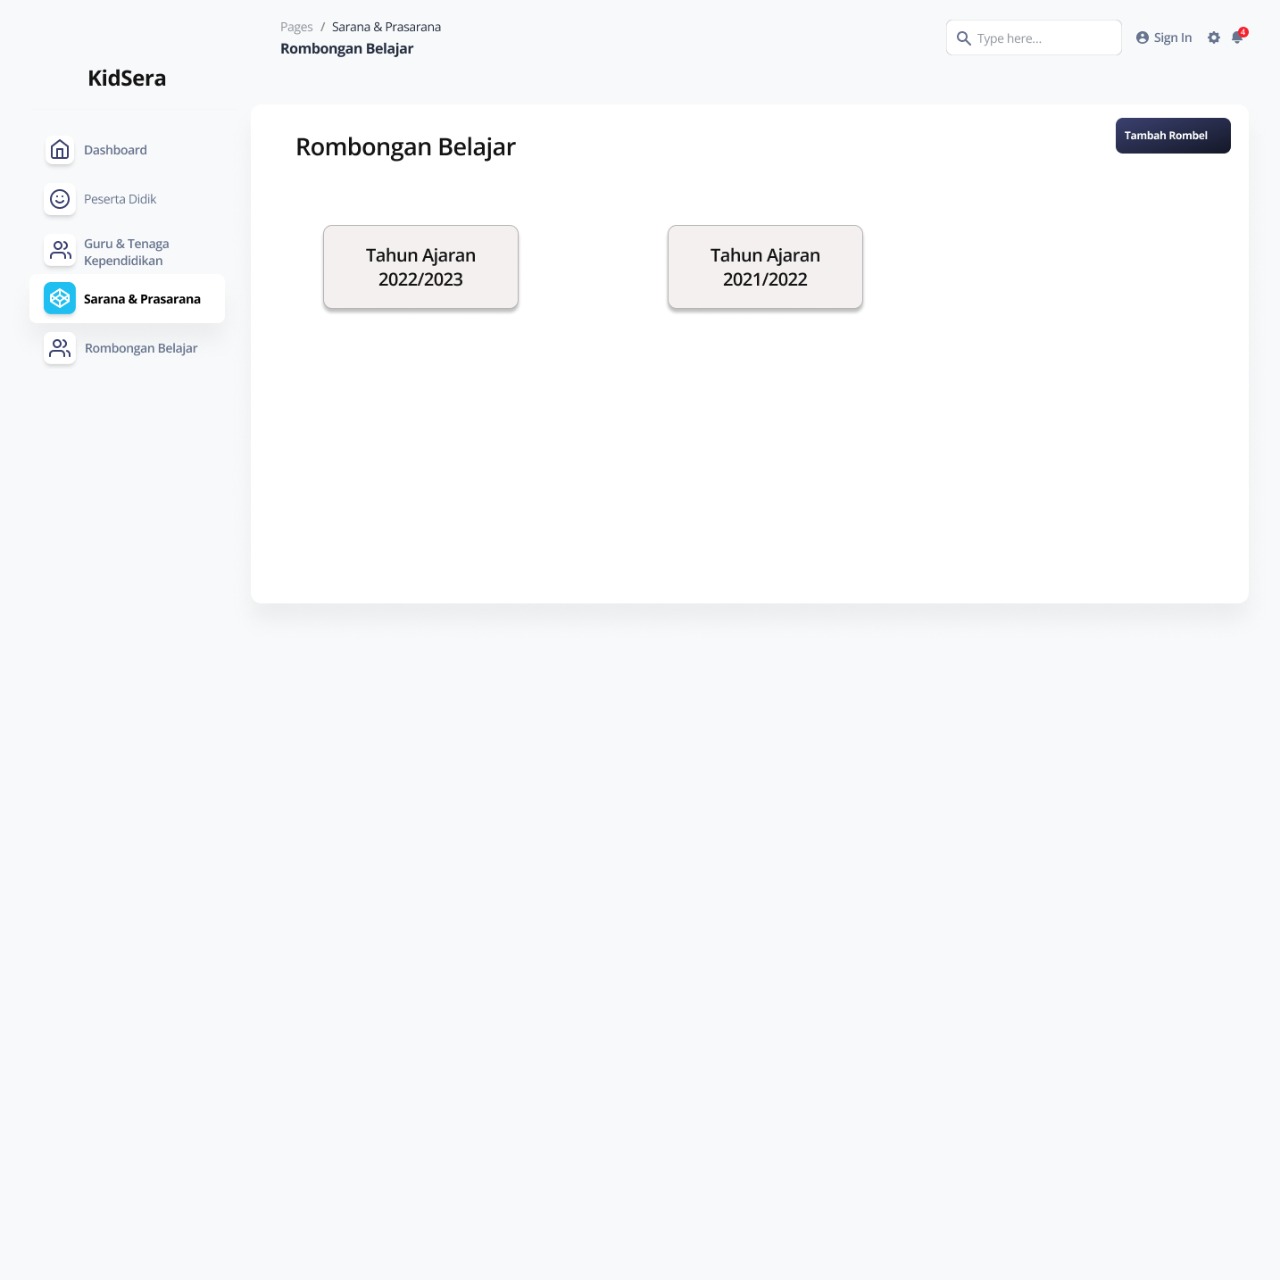 Pages / Sarana & Prasarana
Rombongan Belajar
Type here...
Sign In
4
KidSera
Dashboard
Peserta Didik
Guru & Tenaga
Kependidikan
Sarana & Prasarana
Rombongan Belajar
Rombongan Belajar
Tambah Rombel
Tahun Ajaran
2022/2023
Tahun Ajaran
2021/2022